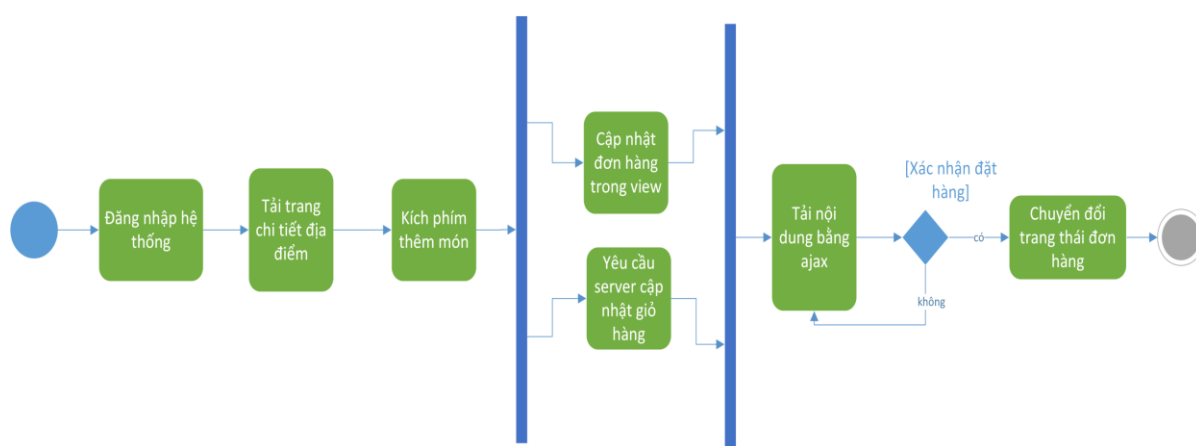 Đăng nhập hệ
thống
Tải trang
chi tiết địa
điểm
Kích phím
thêm món
Cập nhật
đơn hàng
trong view
Yêu cầu
server cập
nhật giỏ
hàng
Tải nội
dung bằng
ajax
[Xác nhận đặt
hàng]
có
không
Chuyển đổi
trang thái đơn
hàng